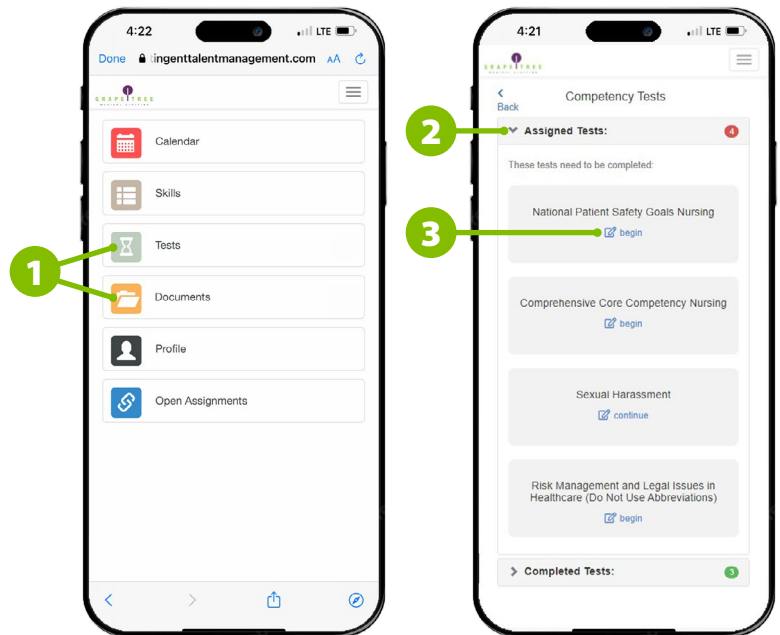 4:22
LTE
Done
ingenttalentmanagement.com
AA
GRAPETREE
Calendar
Skills
1
Tests
Documents
Profile
Open Assignments
4:21
LTE
GRAPETREE
Back
Competency Tests
2
Assigned Tests:
4
These tests need to be completed:
National Patient Safety Goals Nursing
3
begin
Comprehensive Core Competency Nursing
begin
Sexual Harassment
continue
Risk Management and Legal Issues in
Healthcare (Do Not Use Abbreviations)
begin
Completed Tests:
3